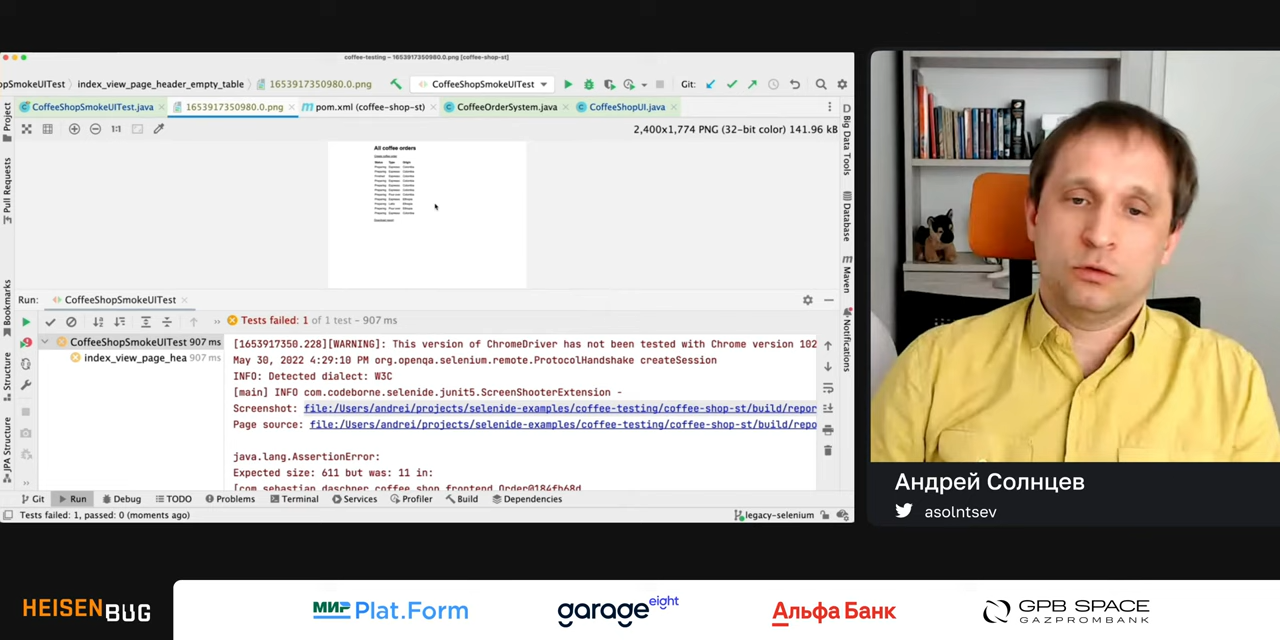 coffee-testing – 1653917350980.0.png [coffee-shop-st]
opSmokeUITest › index_view_page_header_empty_table › 1653917350980.0.png
CoffeeShopSmokeUITest
Git:
CoffeeShopSmokeUITest.java
1653917350980.0.png
pom.xml (coffee-shop-st)
CoffeeOrderSystem.java
CoffeeShopUI.java
1:1
2,400x1,774 PNG (32-bit color) 141.96 kB
Project
Pull Requests
Bookmarks
Structure
JPA Structure
Big Data Tools
Database
Maven
Notifications
All coffee orders
Run:
CoffeeShopSmokeUITest
Tests failed: 1 of 1 test – 907 ms
CoffeeShopSmokeUITest 907 ms
index_view_page_hea 907 ms
[1653917350.228][WARNING]: This version of ChromeDriver has not been tested with Chrome version 102
May 30, 2022 4:29:10 PM org.openqa.selenium.remote.ProtocolHandshake createSession
INFO: Detected dialect: W3C
[main] INFO com.codeborne.selenide.junit5.ScreenShooterExtension -
Screenshot: file:/Users/andrei/projects/selenide-examples/coffee-testing/coffee-shop-st/build/repor
Page source: file:/Users/andrei/projects/selenide-examples/coffee-testing/coffee-shop-st/build/repo
java.lang.AssertionError:
Expected size: 611 but was: 11 in:
[com.sebastian_daschner.coffee_shop.frontend.Order@184fb68d,
Git
Run
Debug
TODO
Problems
Terminal
Services
Profiler
Build
Dependencies
Tests failed: 1, passed: 0 (moments ago)
legacy-selenium
Андрей Солнцев
asolntsev
HEISENBUG
МИР Plat.Form
garage eight
Альфа Банк
GPB SPACE
GAZPROMBANK